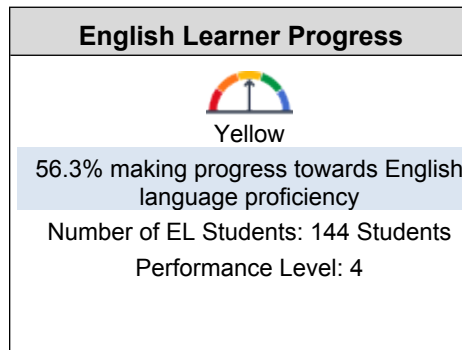 English Learner Progress
Yellow
56.3% making progress towards English
language proficiency
Number of EL Students: 144 Students
Performance Level: 4